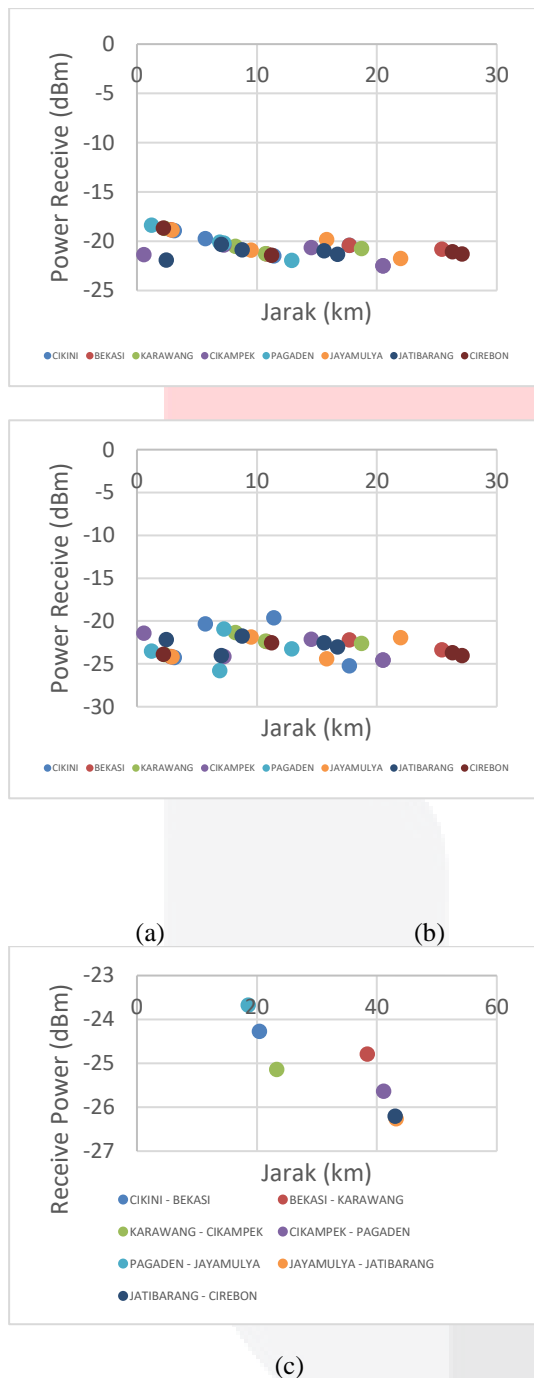 0
0 10 20 30
-5
-10
-15
-20
-25
Power Receive (dBm)
Jarak (km)
CIKINI BEKASI KARAWANG CIKAMPEK PAGADEN JAYAMULYA JATIBARANG CIREBON
0
0 10 20 30
-5
-10
-15
-20
-25
-30
Power Receive (dBm)
Jarak (km)
CIKINI BEKASI KARAWANG CIKAMPEK PAGADEN JAYAMULYA JATIBARANG CIREBON
(a) (b)
-23
0 20 40 60
-24
-25
-26
-27
Receive Power (dBm)
Jarak (km)
CIKINI - BEKASI BEKASI - KARAWANG
KARAWANG - CIKAMPEK CIKAMPEK - PAGADEN
PAGADEN - JAYAMULYA JAYAMULYA - JATIBARANG
JATIBARANG - CIREBON
(c)